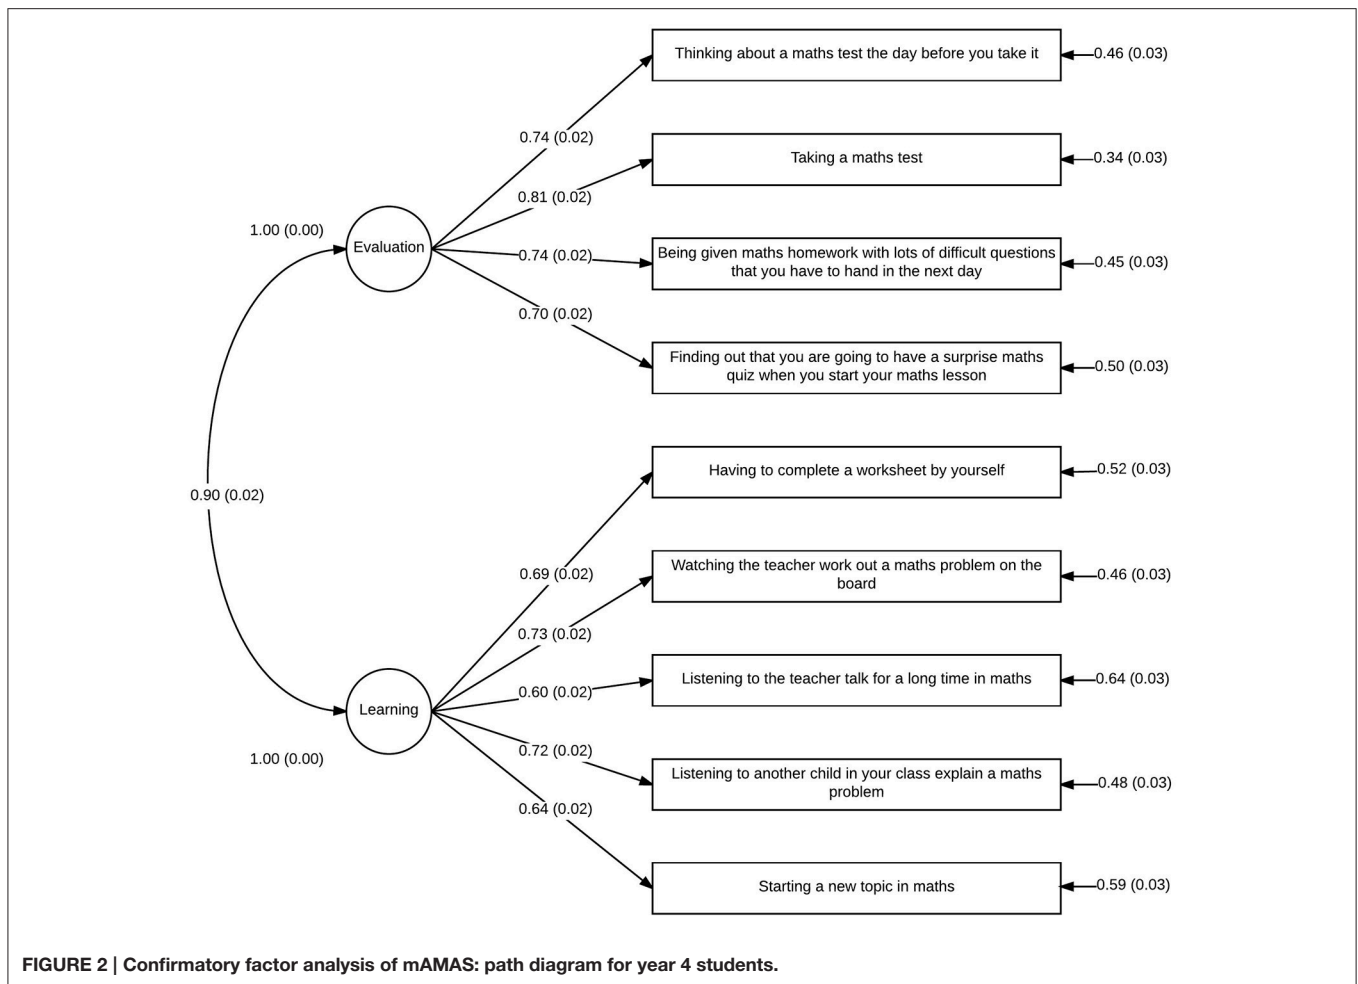 Thinking about a maths test the day before you take it
0.46 (0.03)
0.74 (0.02)
Taking a maths test
0.34 (0.03)
0.81 (0.02)
1.00 (0.00)
Evaluation
0.74 (0.02)
Being given maths homework with lots of difficult questions
that you have to hand in the next day
0.45 (0.03)
0.70 (0.02)
Finding out that you are going to have a surprise maths
quiz when you start your maths lesson
0.50 (0.03)
Having to complete a worksheet by yourself
0.52 (0.03)
0.90 (0.02)
0.69 (0.02)
Watching the teacher work out a maths problem on the
board
0.46 (0.03)
0.73 (0.02)
Listening to the teacher talk for a long time in maths
0.64 (0.03)
0.60 (0.02)
Learning
1.00 (0.00)
0.72 (0.02)
Listening to another child in your class explain a maths
problem
0.48 (0.03)
0.64 (0.02)
Starting a new topic in maths
0.59 (0.03)
FIGURE 2 | Confirmatory factor analysis of mAMAS: path diagram for year 4 students.